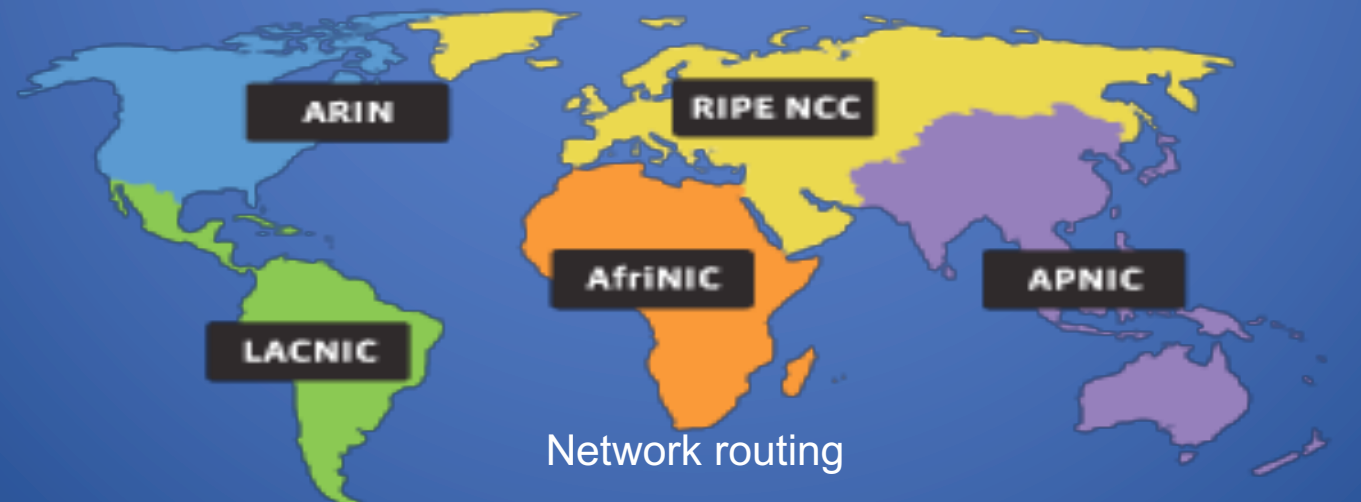 ARIN
RIPE NCC
AfriNIC
APNIC
LACNIC
Network routing